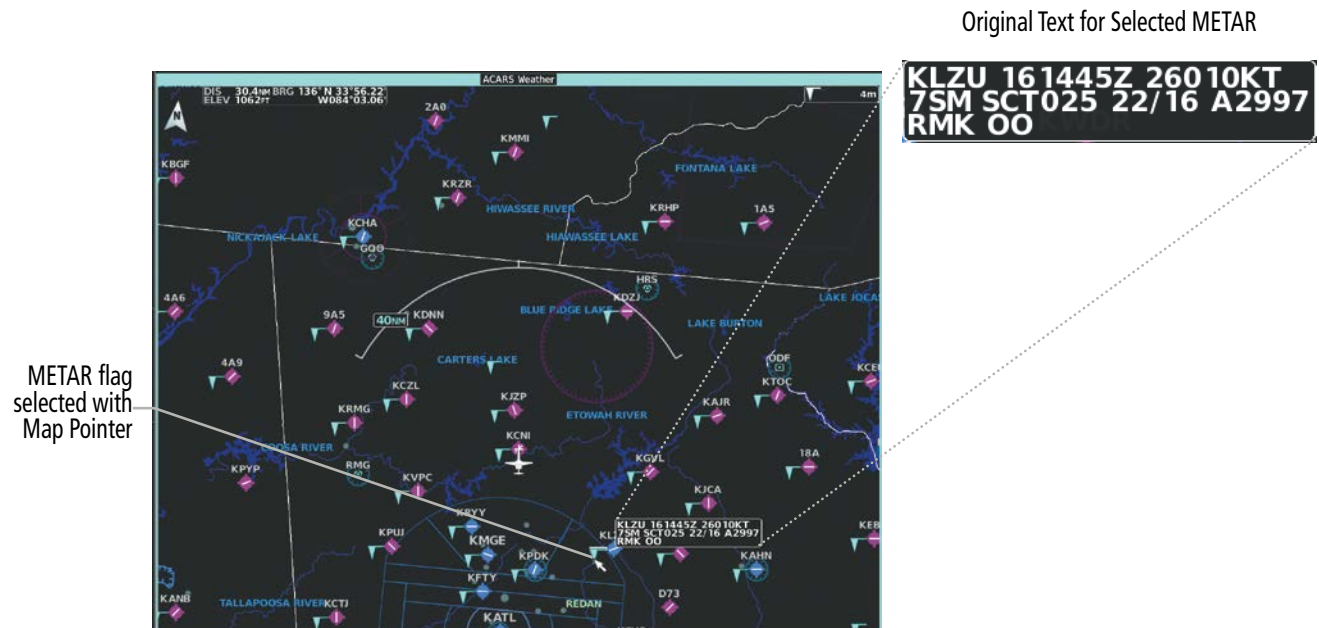 Original Text for Selected METAR
KLZU 161445Z 26010KT
7SM SCT025 22/16 A2997
RMK OO
ACARS Weather
DIS 30.4NM BRG 136° N 33°56.22'
ELEV 1062FT W084°03.06'
4m
N
2A0
KMMI
KBGF
FONTANA LAKE
KRZR
HIWASSEE RIVER
KRHP
1A5
KCHA
NICKAJACK LAKE
HIAWASSEE LAKE
GQO
HRS
4A6
KDZJ
LAKE JOCAS
BLUE RIDGE LAKE
9A5
40NM
KDNN
LAKE BURTON
CARTERS LAKE
4A9
ODF
KCEU
METAR flag
selected with
Map Pointer
KCZL
KTOC
KRMG
KJZP
KAJR
ETOWAH RIVER
KCNI
COOSA RIVER
KGVL
18A
RMG
KPYP
KVPC
KJCA
KRYY
KLZU 161445Z 26010KT
7SM SCT025 22/16 A2997
RMK OO
KPUJ
KMGE
KEB
KPDK
KAHN
KFTY
D73
KANB
TALLAPOOSA RIVER
KCTJ
REDAN
KATL